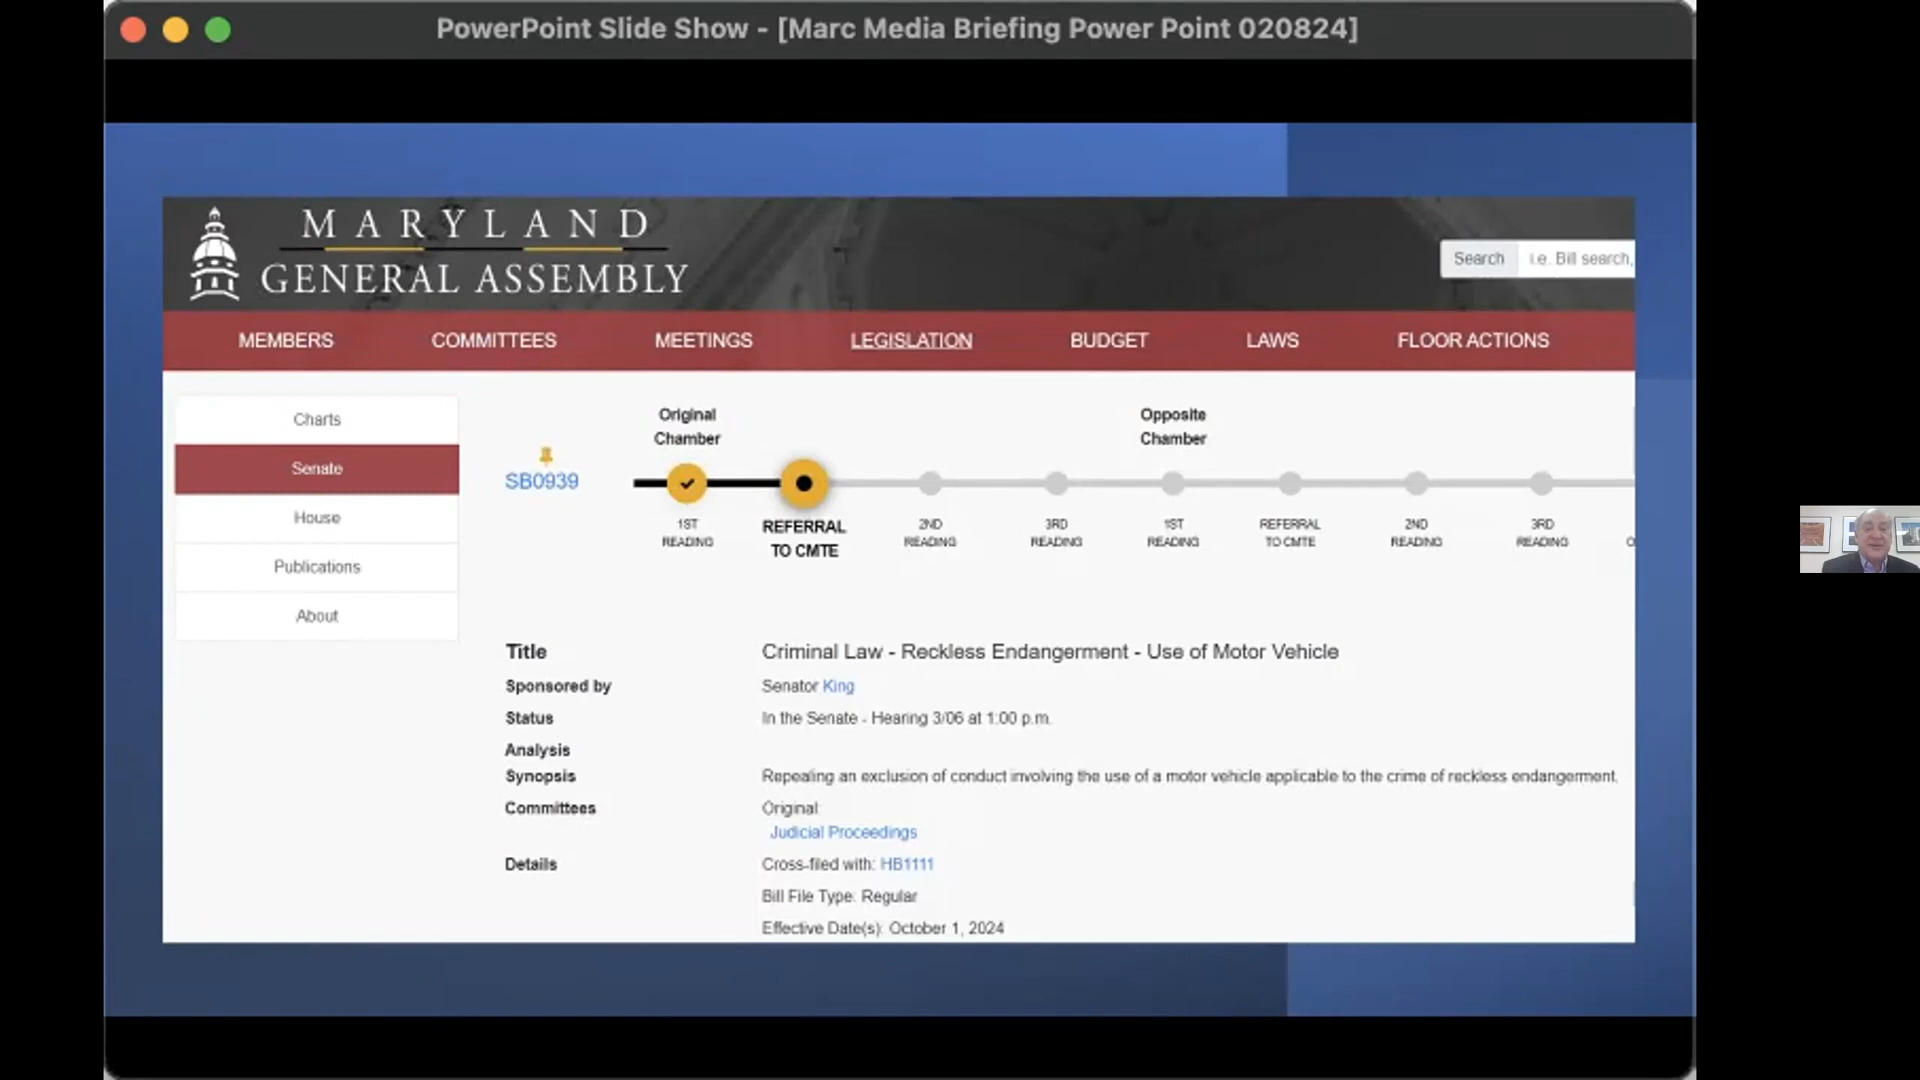 PowerPoint Slide Show - [Marc Media Briefing Power Point 020824]
MARYLAND
GENERAL ASSEMBLY
Search i.e. Bill search,
MEMBERS COMMITTEES MEETINGS LEGISLATION BUDGET LAWS FLOOR ACTIONS
Charts
Senate
House
Publications
About
Original
Chamber
Opposite
Chamber
SB0939
1ST
READING
REFERRAL
TO CMTE
2ND
READING
3RD
READING
1ST
READING
REFERRAL
TO CMTE
2ND
READING
3RD
READING
Title Criminal Law - Reckless Endangerment - Use of Motor Vehicle
Sponsored by Senator King
Status In the Senate - Hearing 3/06 at 1:00 p.m.
Analysis
Synopsis Repealing an exclusion of conduct involving the use of a motor vehicle applicable to the crime of reckless endangerment.
Committees Original:
Judicial Proceedings
Details Cross-filed with: HB1111
Bill File Type: Regular
Effective Date(s): October 1, 2024